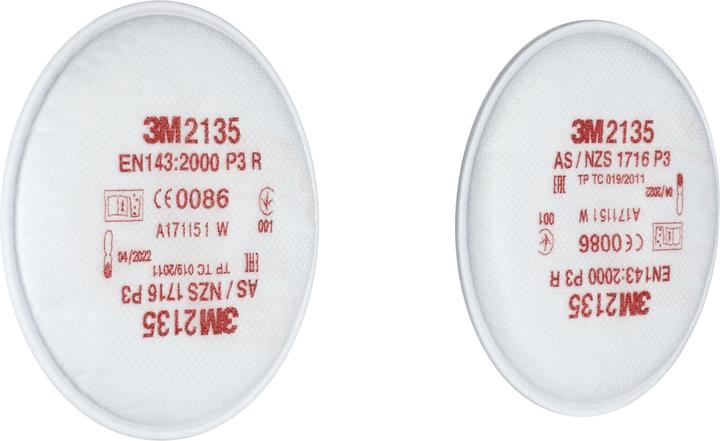 3M 2135
EN143:2000 P3 R
CE 0086
A171151 W
001
04/2022
TP TC 019/2011
EAC
AS / NZS 1716 P3
3M 2135
3M 2135
AS / NZS 1716 P3
EAC
TP TC 019/2011
04/2022
A171151 W
001
CE 0086
EN143:2000 P3 R
3M 2135